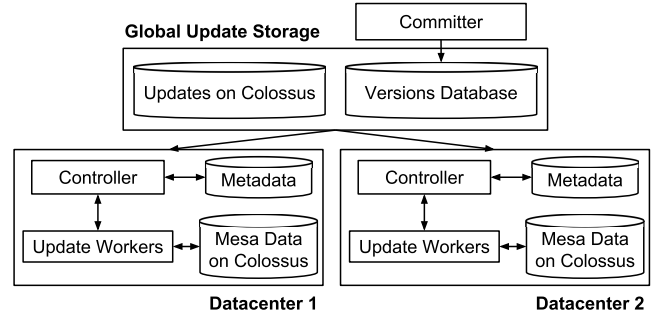 Committer
Global Update Storage
Updates on Colossus
Versions Database
Controller
Metadata
Update Workers
Mesa Data
on Colossus
Datacenter 1
Controller
Metadata
Update Workers
Mesa Data
on Colossus
Datacenter 2